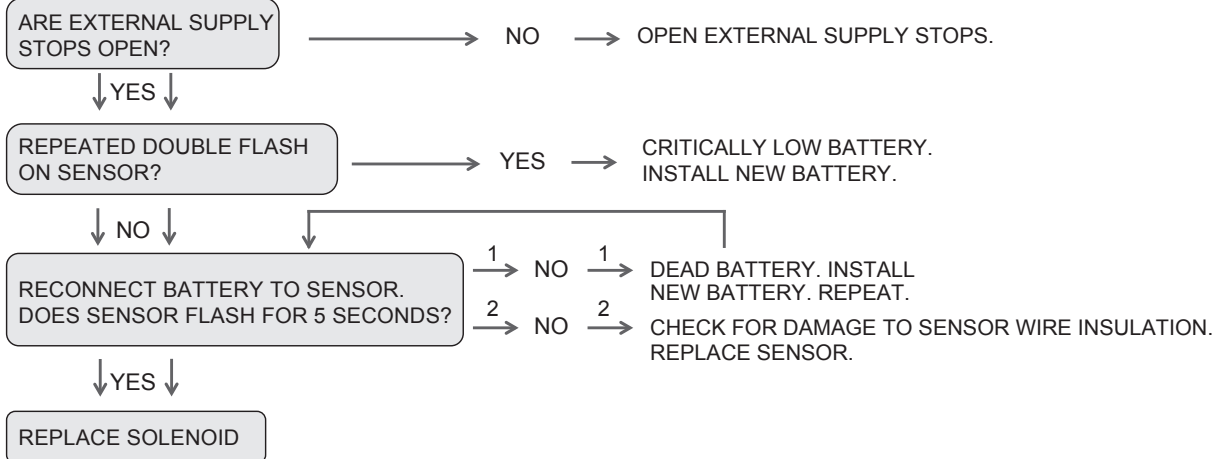 ARE EXTERNAL SUPPLY
STOPS OPEN?
NO
OPEN EXTERNAL SUPPLY STOPS.
YES
REPEATED DOUBLE FLASH
ON SENSOR?
YES
CRITICALLY LOW BATTERY.
INSTALL NEW BATTERY.
NO
RECONNECT BATTERY TO SENSOR.
DOES SENSOR FLASH FOR 5 SECONDS?
1 NO 1
DEAD BATTERY. INSTALL
NEW BATTERY. REPEAT.
2 NO 2
CHECK FOR DAMAGE TO SENSOR WIRE INSULATION.
REPLACE SENSOR.
YES
REPLACE SOLENOID